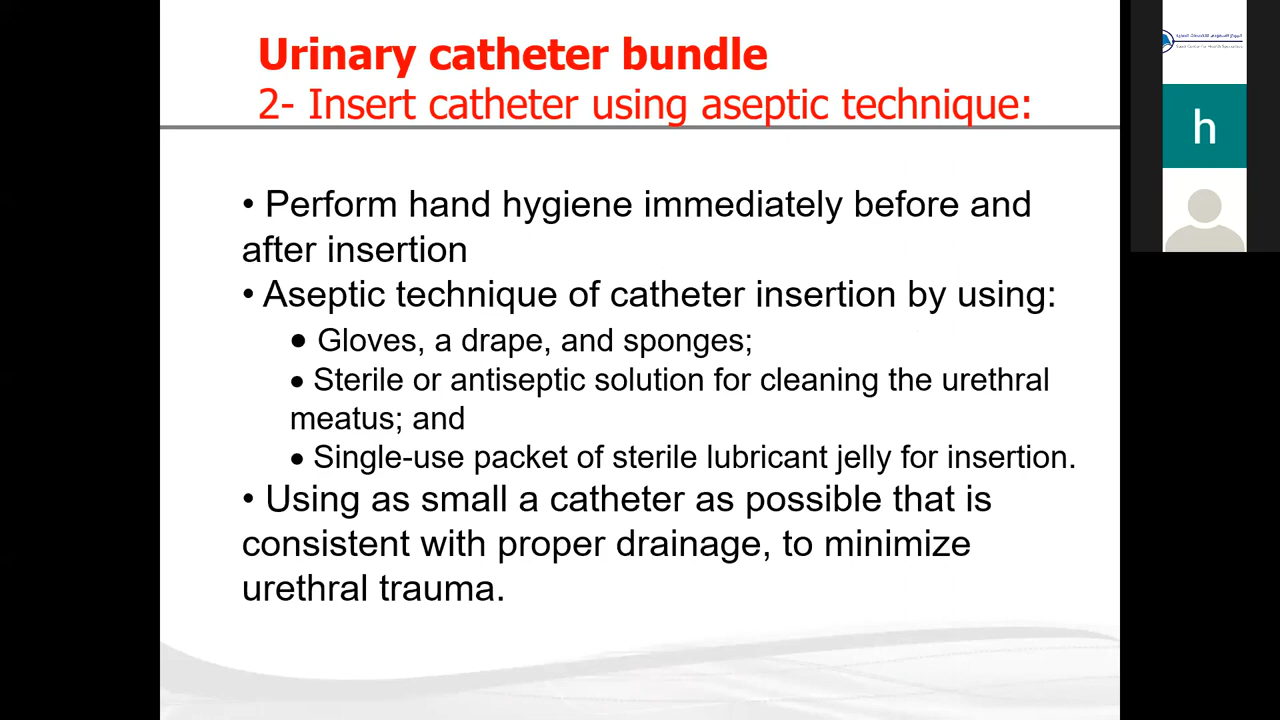 Urinary catheter bundle
2- Insert catheter using aseptic technique:
• Perform hand hygiene immediately before and
after insertion
• Aseptic technique of catheter insertion by using:
• Gloves, a drape, and sponges;
• Sterile or antiseptic solution for cleaning the urethral
meatus; and
• Single-use packet of sterile lubricant jelly for insertion.
• Using as small a catheter as possible that is
consistent with proper drainage, to minimize
urethral trauma.
h